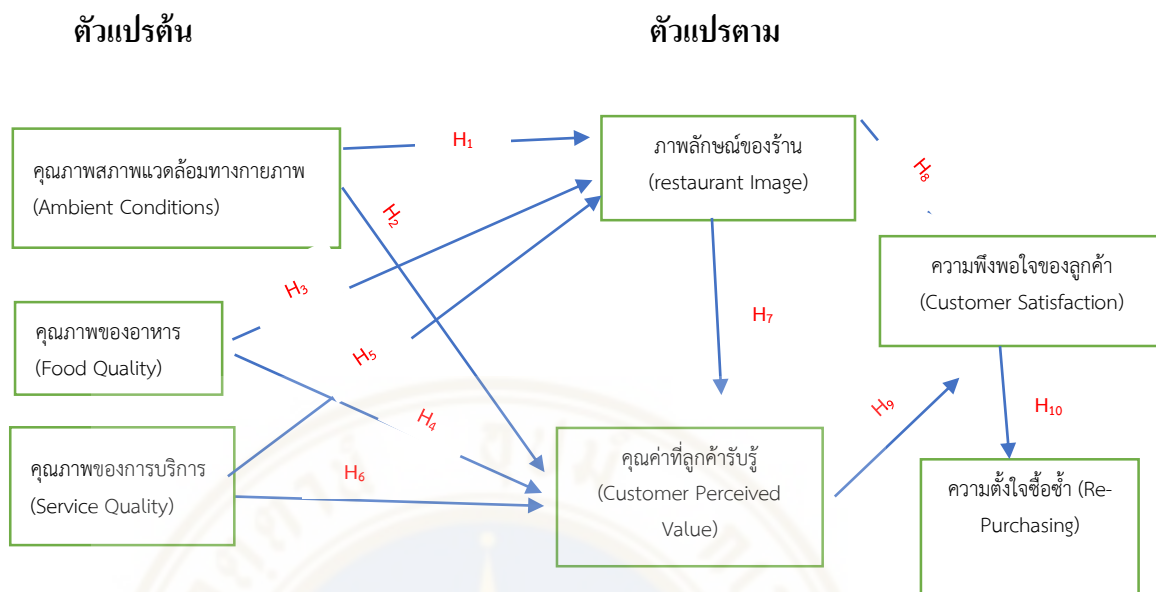 ตัวแปรต้น
ตัวแปรตาม
คุณภาพสภาพแวดล้อมทางกายภาพ
(Ambient Conditions)
H1
ภาพลักษณ์ของร้าน
(restaurant Image)
H8
H2
H3
ความพึงพอใจของลูกค้า
(Customer Satisfaction)
คุณภาพของอาหาร
(Food Quality)
H5
H7
H4
H9
H10
คุณภาพของการบริการ
(Service Quality)
H6
คุณค่าที่ลูกค้ารับรู้
(Customer Perceived
Value)
ความตั้งใจซื้อซ้ำ (Re-
Purchasing)